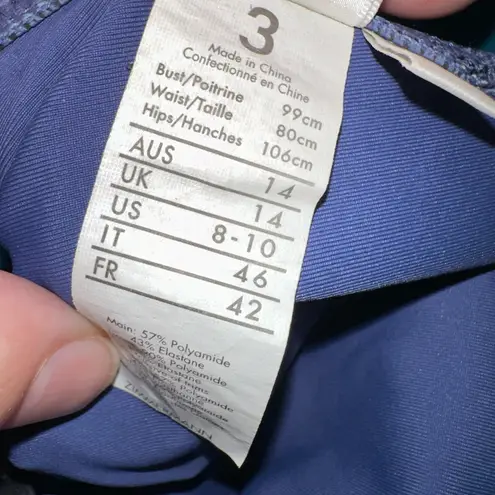 3
Made in China
Confectionné en Chine
Bust/Poitrine 99cm
Waist/Taille 80cm
Hips/Hanches 106cm
AUS 14
UK 14
US 8-10
IT 46
FR 42
Main: 57% Polyamide
43% Elastane
Elastane